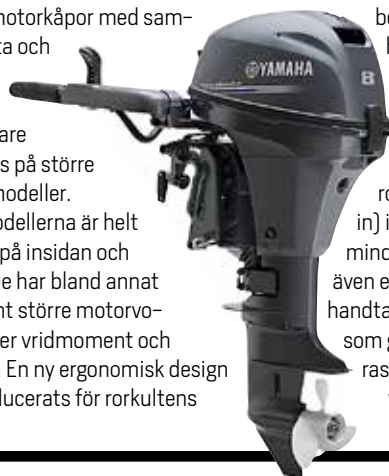 motorkåpor med sam-
ta och
are
s på större
modeller.
odellerna är helt
på insidan och
e har bland annat
nt större motorvo-
er vridmoment och
. En ny ergonomisk design
lucerats för rorkultens
YAMAHA
8
be
in) i
mind
även e
handta
som g
ras